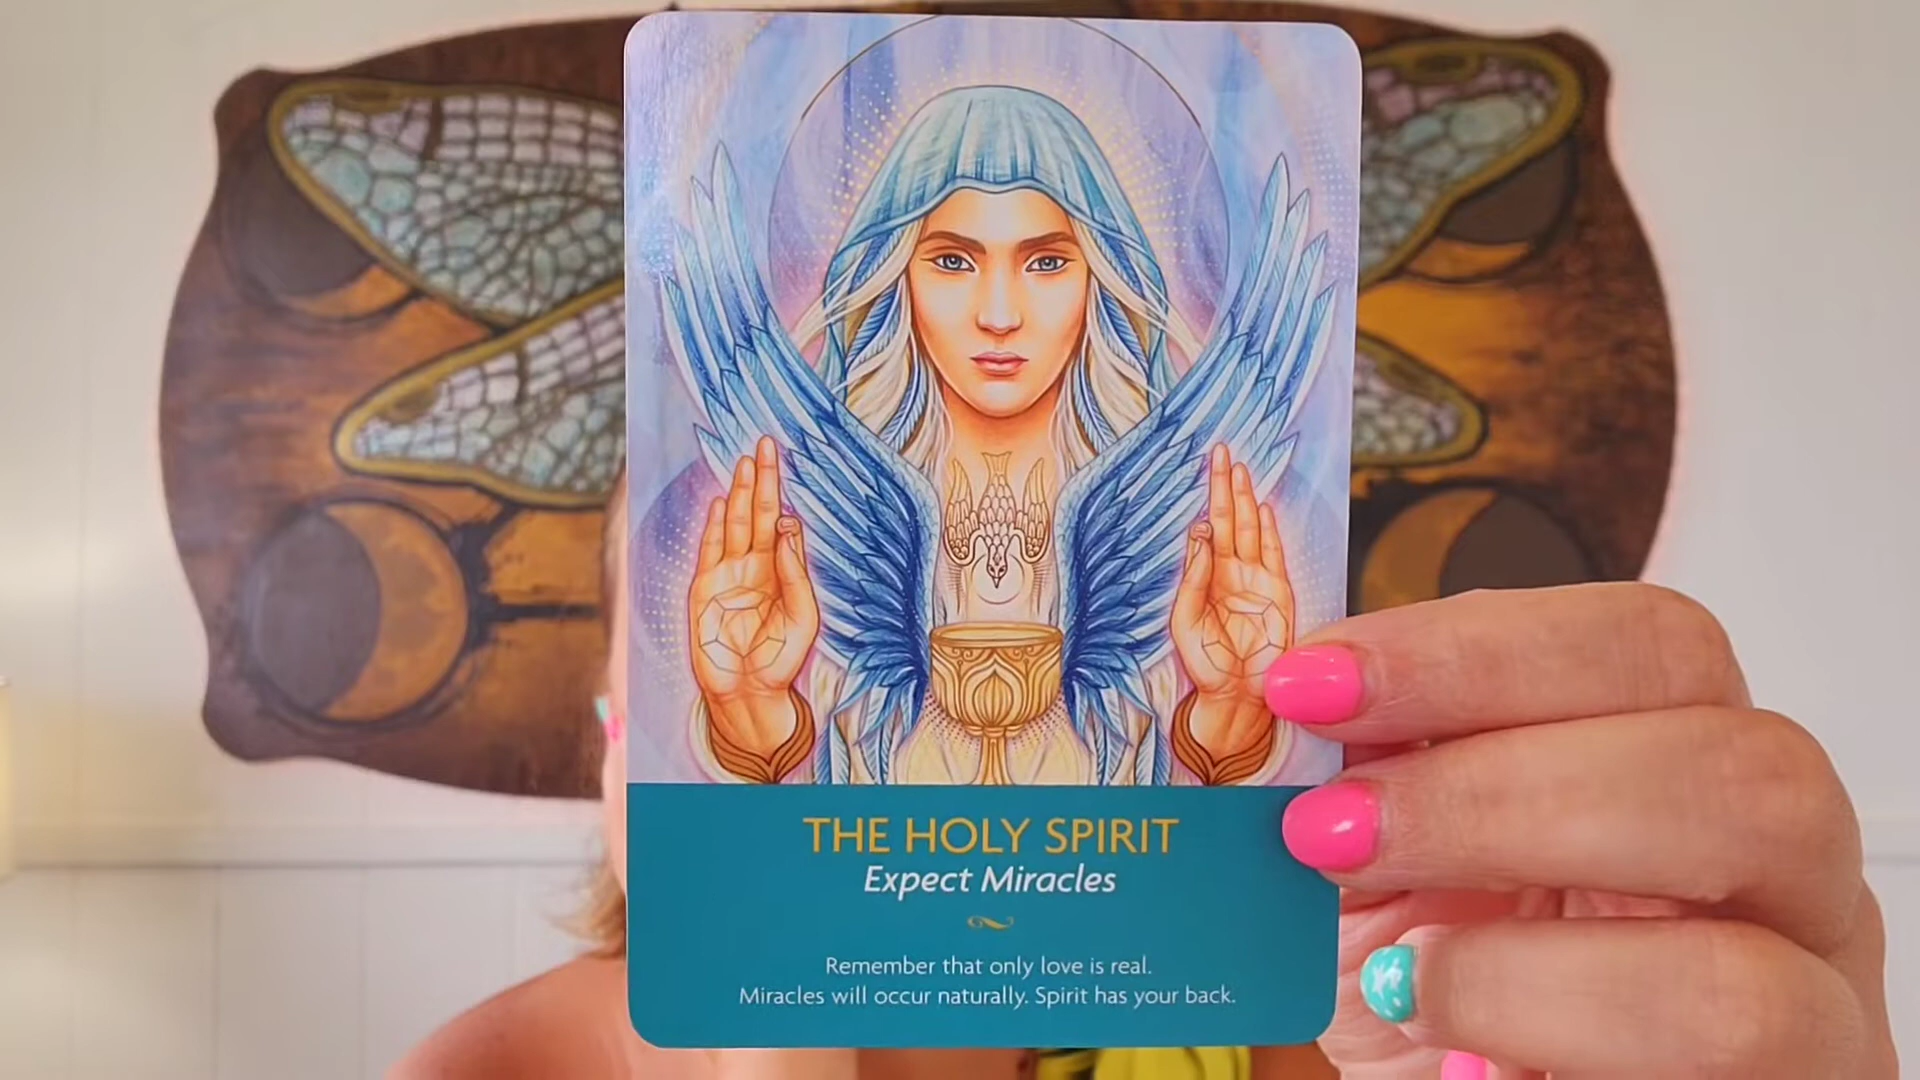 THE HOLY SPIRIT
Expect Miracles
Remember that only love is real.
Miracles will occur naturally. Spirit has your back.